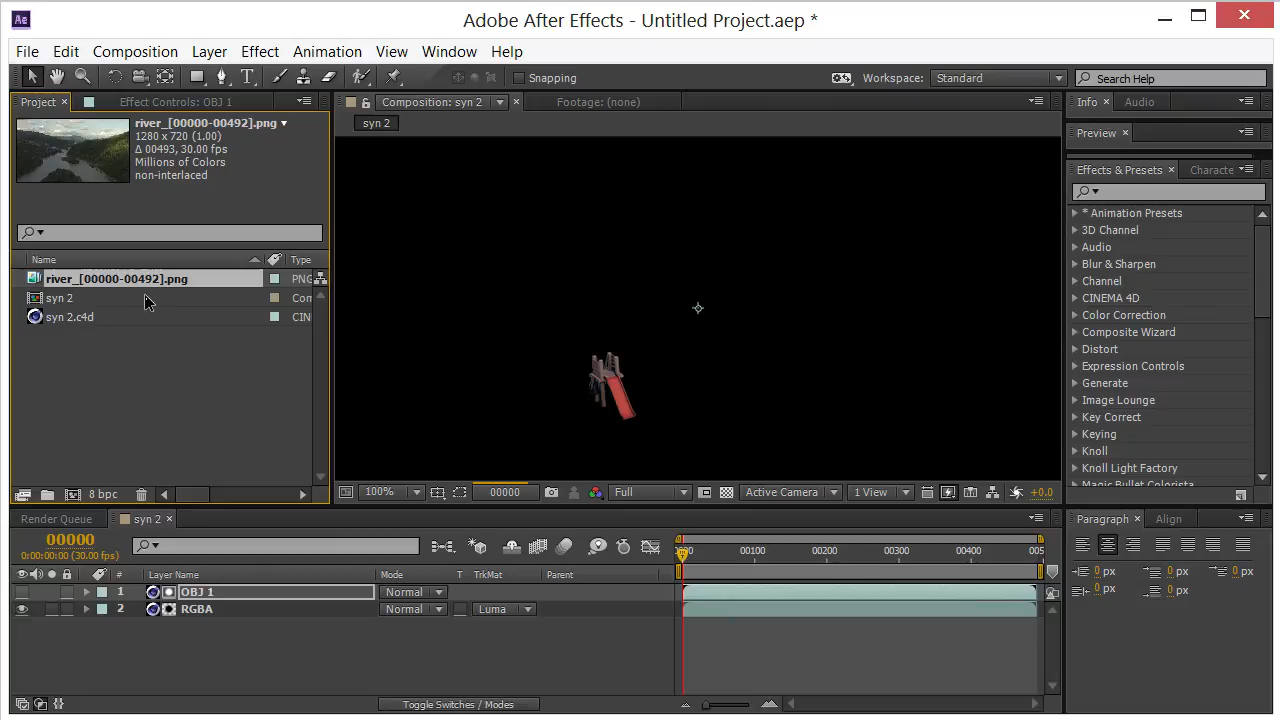 Ae
Adobe After Effects - Untitled Project.aep *
File Edit Composition Layer Effect Animation View Window Help
Snapping
Workspace: Standard
Search Help
Project Effect Controls: OBJ 1
Composition: syn 2 Footage: (none)
Info Audio
river_[00000-00492].png
1280 x 720 (1.00)
Δ 00493, 30.00 fps
Millions of Colors
non-interlaced
syn 2
Preview
Effects & Presets Characte
Name Type
river_[00000-00492].png PNG
syn 2 Con
syn 2.c4d CIN
* Animation Presets
3D Channel
Audio
Blur & Sharpen
Channel
CINEMA 4D
Color Correction
Composite Wizard
Distort
Expression Controls
Generate
Image Lounge
Key Correct
Keying
Knoll
Knoll Light Factory
Magic Bullet Colorista
8 bpc
100% 00000 Full Active Camera 1 View +0.0
Render Queue syn 2
Paragraph Align
00000
0:00:00:00 (30.00 fps)
00100 00200 00300 00400 005
# Layer Name Mode T TrkMat Parent
1 OBJ 1 Normal
2 RGBA Normal Luma
0 px 0 px 0 px
0 px 0 px
Toggle Switches / Modes